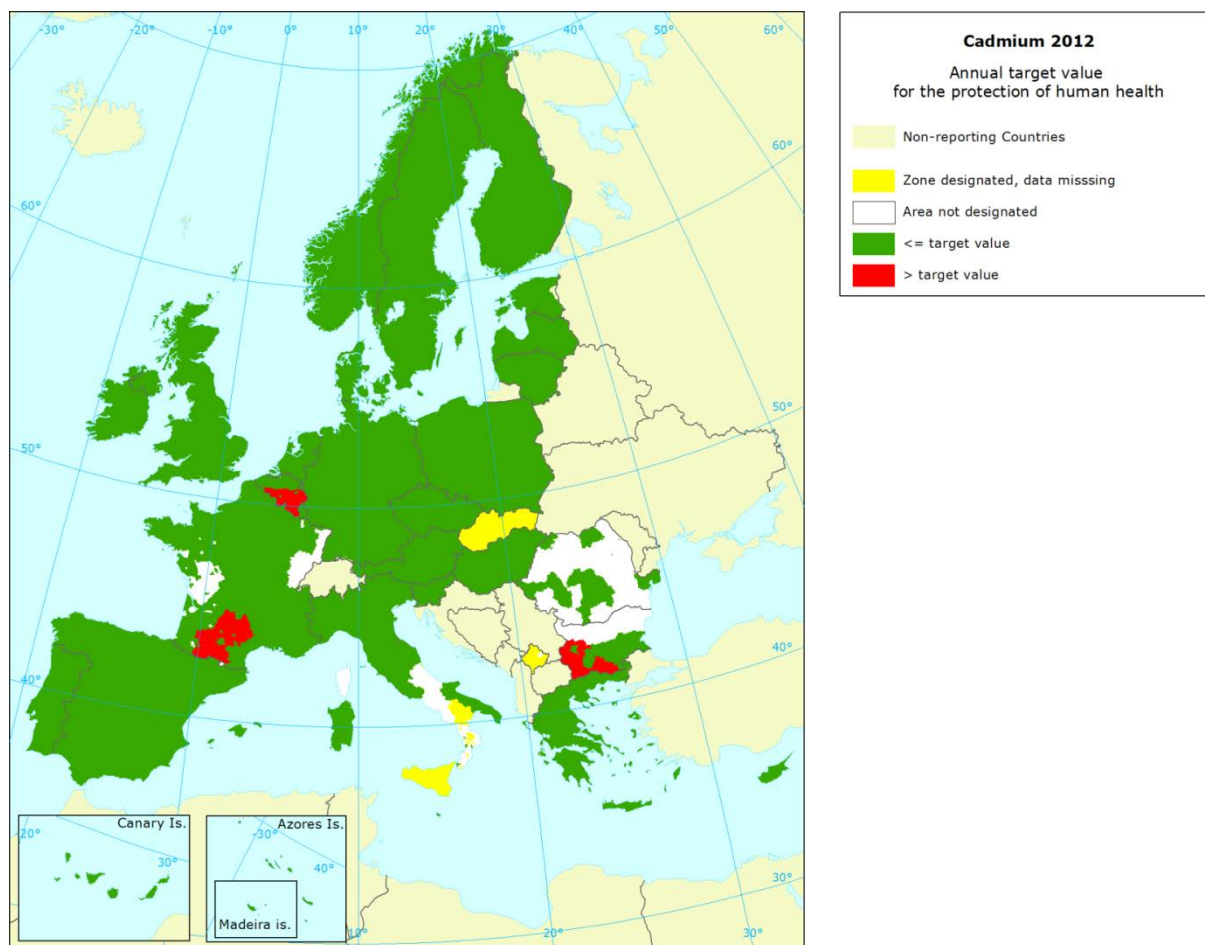 -30°
-20°
-10°
0°
10°
20°
30°
40°
50°
60°
60°
60°
50°
50°
40°
40°
30°
Canary Is.
-20°
30°
Azores Is.
-30°
40°
Madeira is.
10°
20°
30°
Cadmium 2012
Annual target value
for the protection of human health
Non-reporting Countries
Zone designated, data misssing
Area not designated
<= target value
> target value